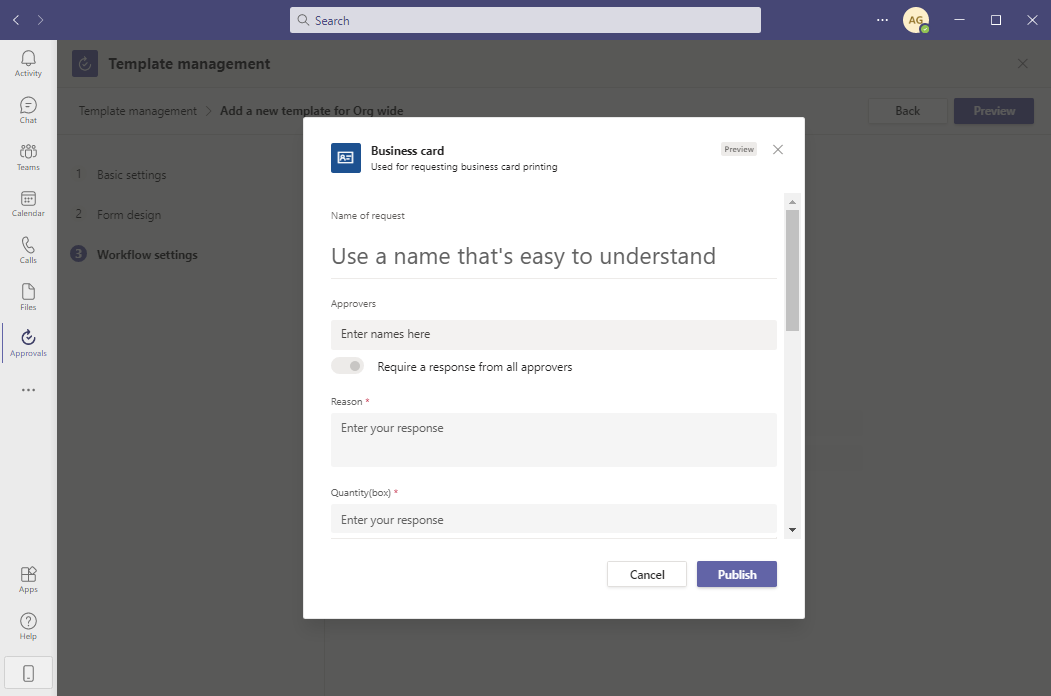 Search
AG
Activity
Chat
Teams
Calendar
Calls
Files
Approvals
Apps
Help
Template management
Template management > Add a new template for Org wide
Back
Preview
1 Basic settings
2 Form design
3 Workflow settings
Business card
Used for requesting business card printing
Preview
Name of request
Use a name that's easy to understand
Approvers
Enter names here
Require a response from all approvers
Reason *
Enter your response
Quantity(box) *
Enter your response
Cancel
Publish